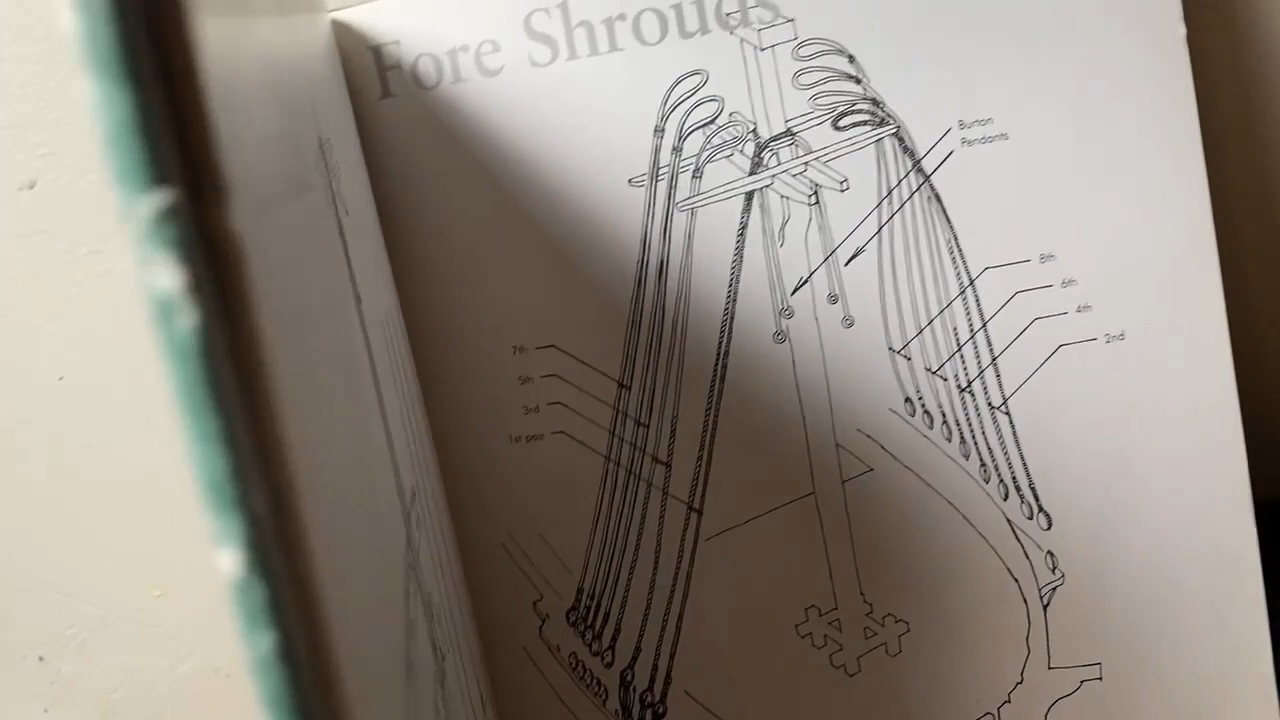 Fore Shrouds
Burton
Pendants
8th
6th
4th
2nd
7th
5th
3rd
1st pair